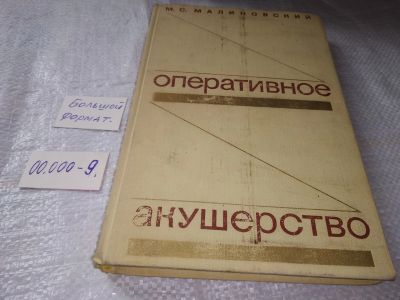 М. С. МАЛИНОВСКИЙ
оперативное
акушерство
Большой
формат.
00.000-9.